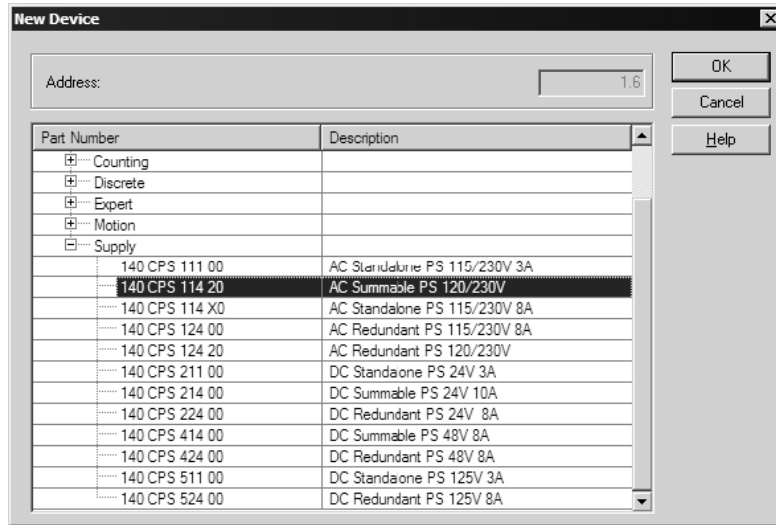 New Device
Address: 1.6
OK
Cancel
Help
Part Number Description
Counting
Discrete
Expert
Motion
Supply
140 CPS 111 00 AC Standalone PS 115/230V 3A
140 CPS 114 20 AC Summable PS 120/230V
140 CPS 114 X0 AC Standalone PS 115/230V 8A
140 CPS 124 00 AC Redundant PS 115/230V 8A
140 CPS 124 20 AC Redundant PS 120/230V
140 CPS 211 00 DC Standaone PS 24V 3A
140 CPS 214 00 DC Summable PS 24V 10A
140 CPS 224 00 DC Redundant PS 24V 8A
140 CPS 414 00 DC Summable PS 48V 8A
140 CPS 424 00 DC Redundant PS 48V 8A
140 CPS 511 00 DC Standaone PS 125V 3A
140 CPS 524 00 DC Redundant PS 125V 8A